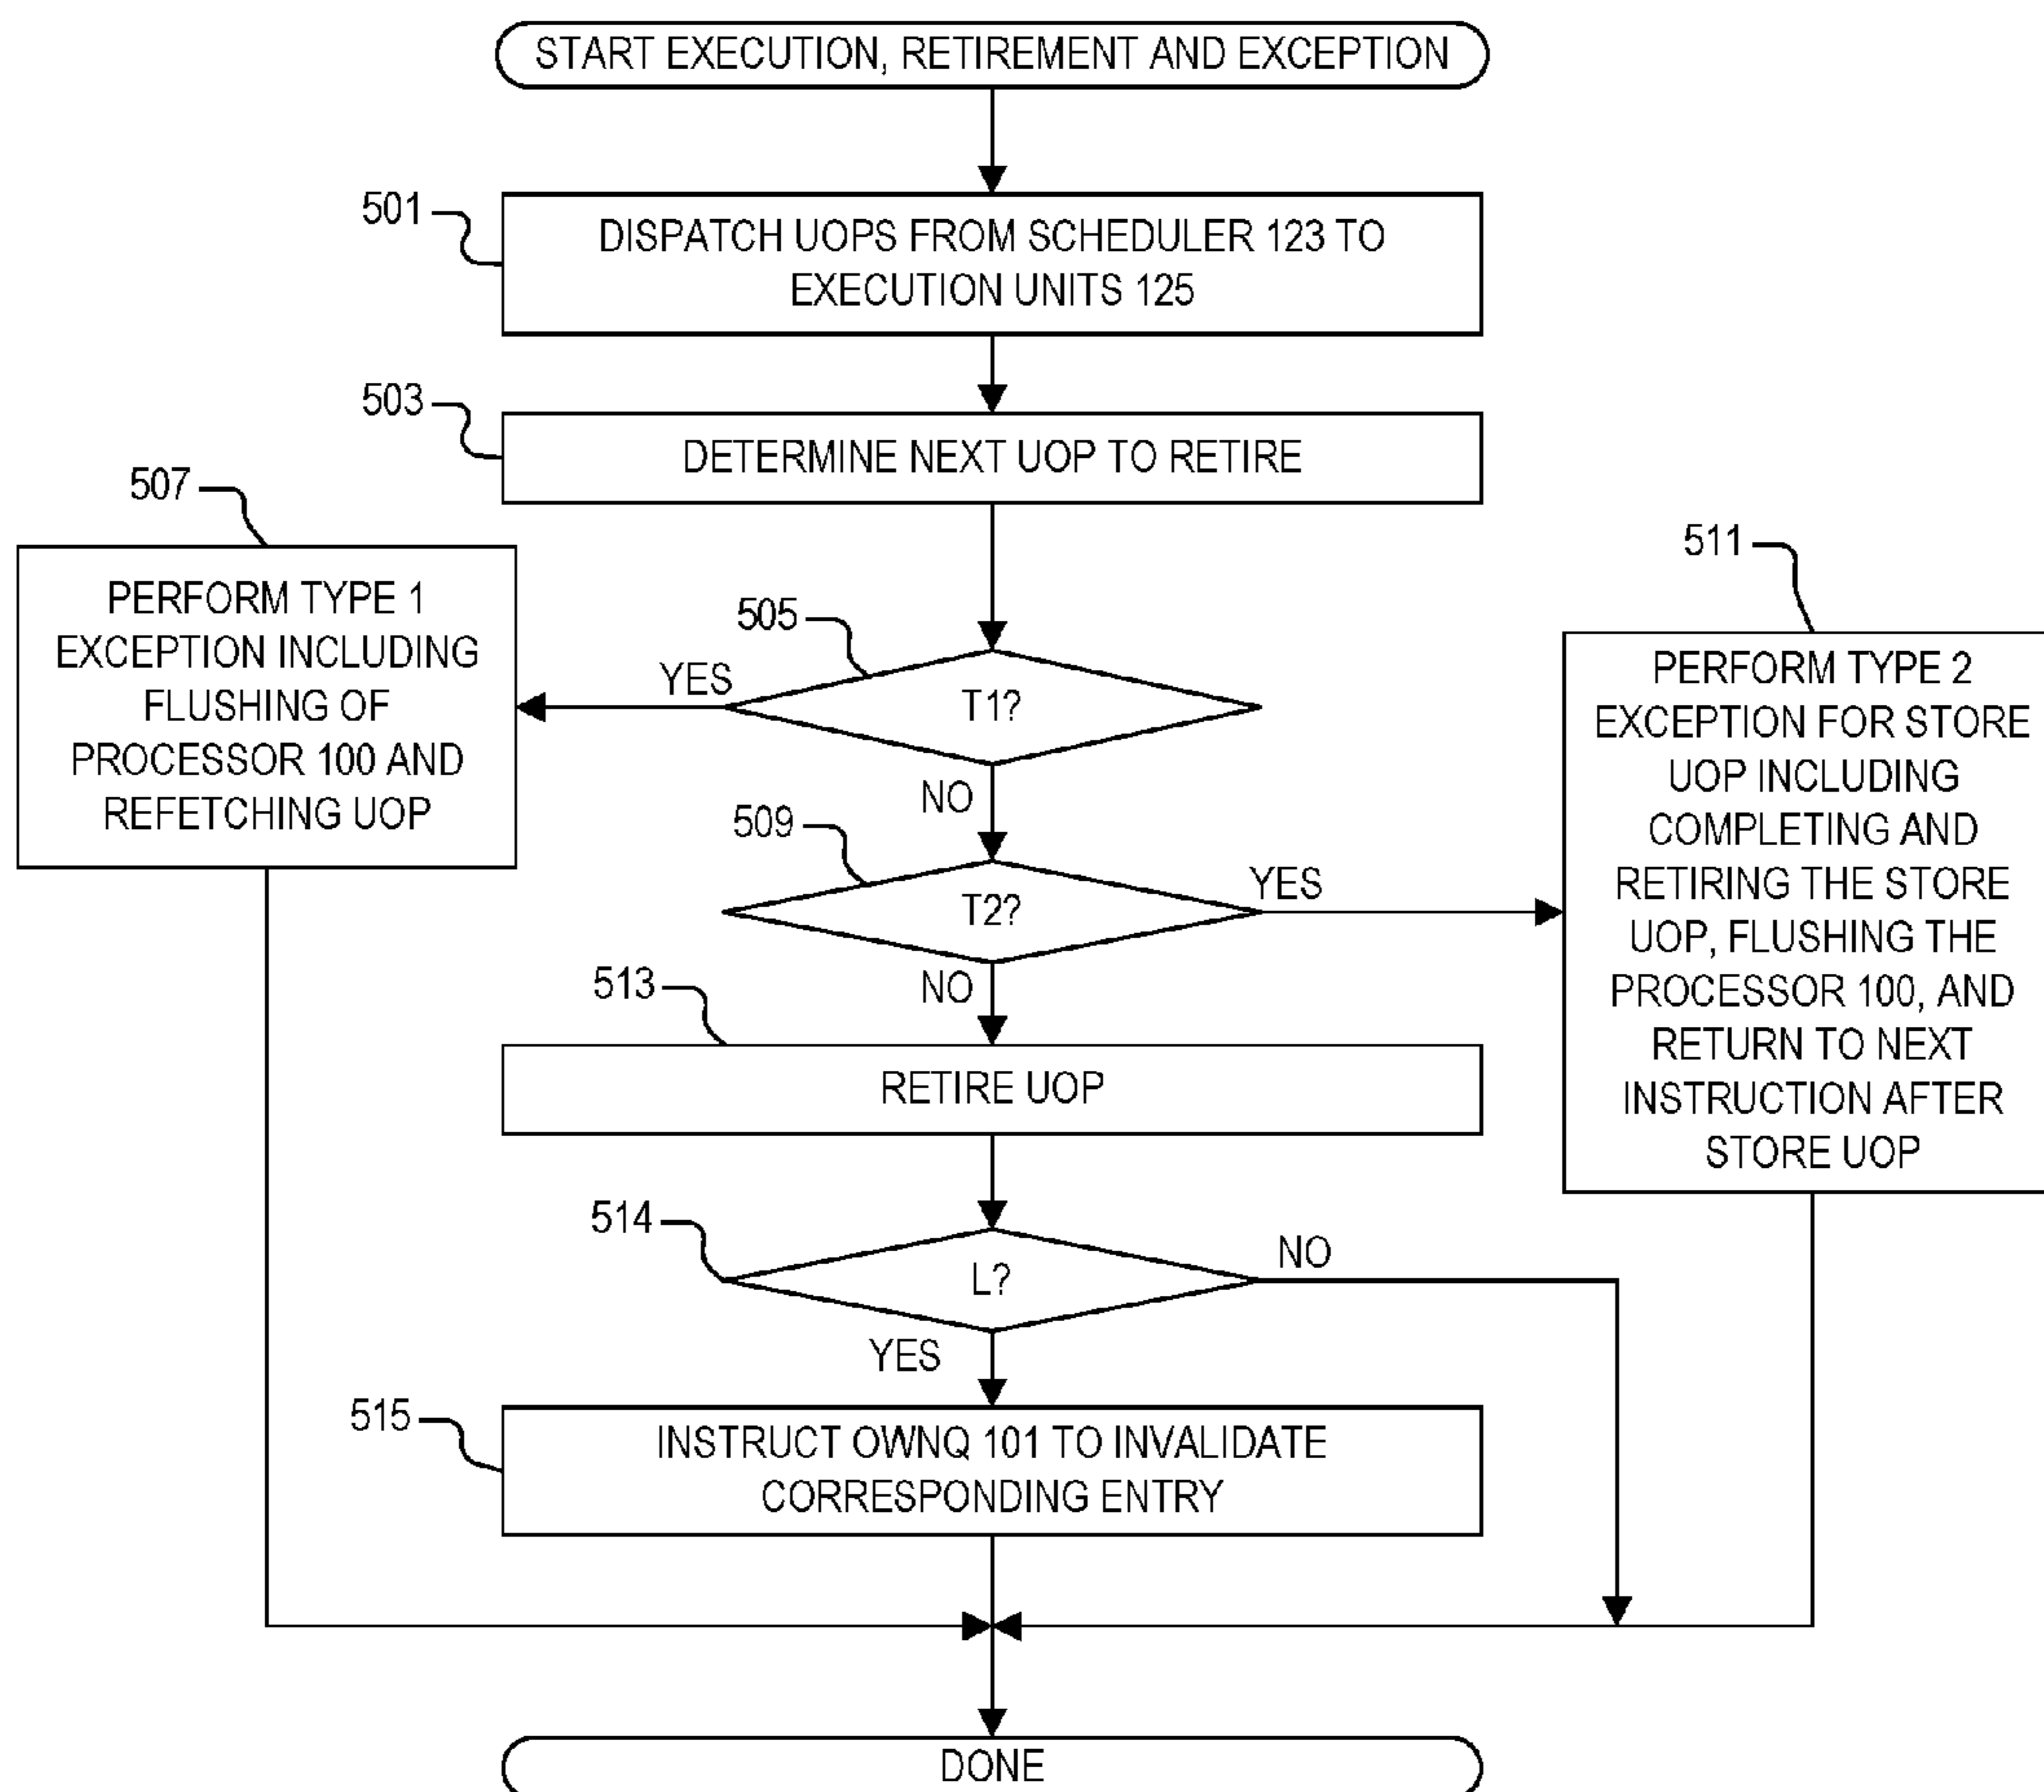 START EXECUTION, RETIREMENT AND EXCEPTION
501
DISPATCH UOPS FROM SCHEDULER 123 TO
EXECUTION UNITS 125
503
DETERMINE NEXT UOP TO RETIRE
507
PERFORM TYPE 1
EXCEPTION INCLUDING
FLUSHING OF
PROCESSOR 100 AND
REFETCHING UOP
505
YES
T1?
NO
511
PERFORM TYPE 2
EXCEPTION FOR STORE
UOP INCLUDING
COMPLETING AND
RETIRING THE STORE
UOP, FLUSHING THE
PROCESSOR 100, AND
RETURN TO NEXT
INSTRUCTION AFTER
STORE UOP
509
T2?
YES
NO
513
RETIRE UOP
514
L?
NO
YES
515
INSTRUCT OWNQ 101 TO INVALIDATE
CORRESPONDING ENTRY
DONE